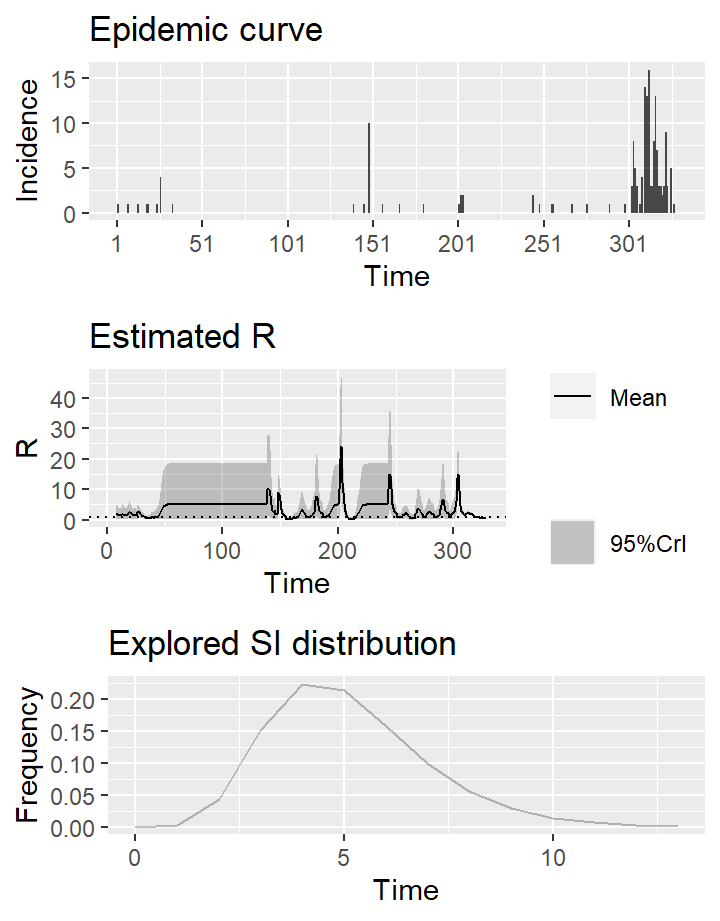 Epidemic curve
Incidence
15
10
5
0
1 51 101 151 201 251 301
Time
Estimated R
R
40
30
20
10
0
0 100 200 300
Time
Mean
95%CrI
Explored SI distribution
Frequency
0.20
0.15
0.10
0.05
0.00
0 5 10
Time